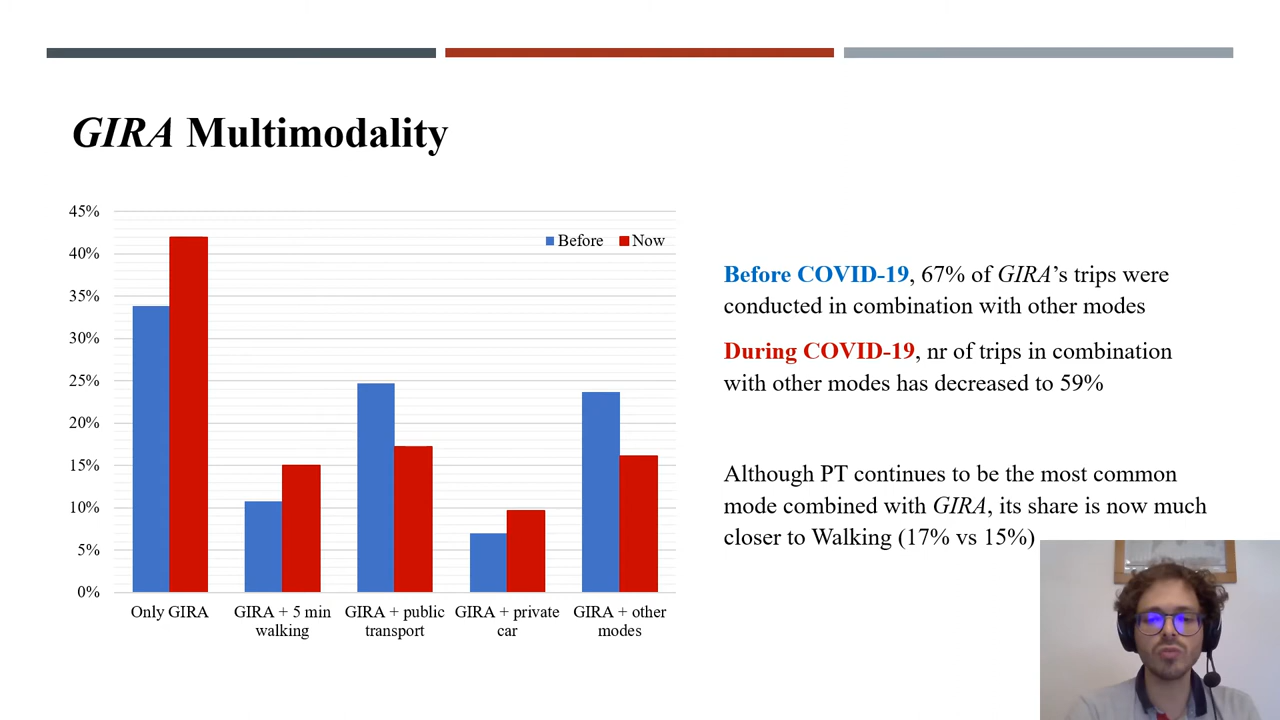 GIRA Multimodality
45%
40%
35%
30%
25%
20%
15%
10%
5%
0%
Before Now
Only GIRA
GIRA + 5 min
walking
GIRA + public
transport
GIRA + private
car
GIRA + other
modes
Before COVID-19, 67% of GIRA’s trips were
conducted in combination with other modes
During COVID-19, nr of trips in combination
with other modes has decreased to 59%
Although PT continues to be the most common
mode combined with GIRA, its share is now much
closer to Walking (17% vs 15%)